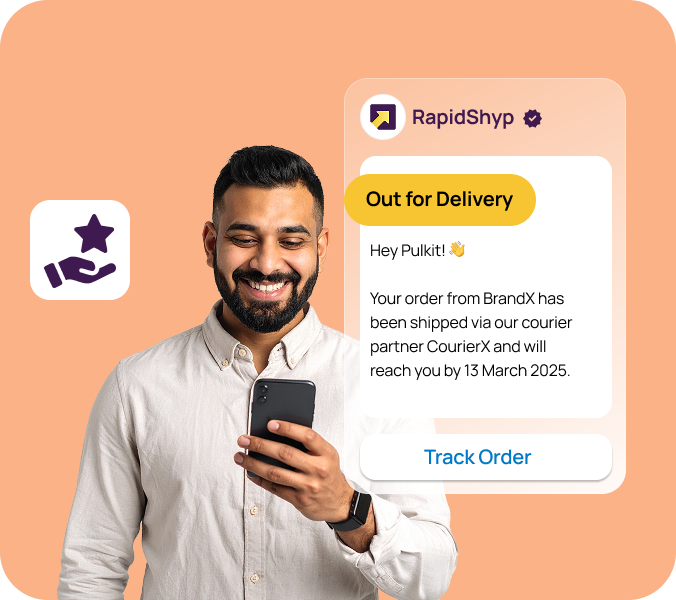 RapidShyp
Out for Delivery
Hey Pulkit! 👋
Your order from BrandX has
been shipped via our courier
partner CourierX and will
reach you by 13 March 2025.
Track Order